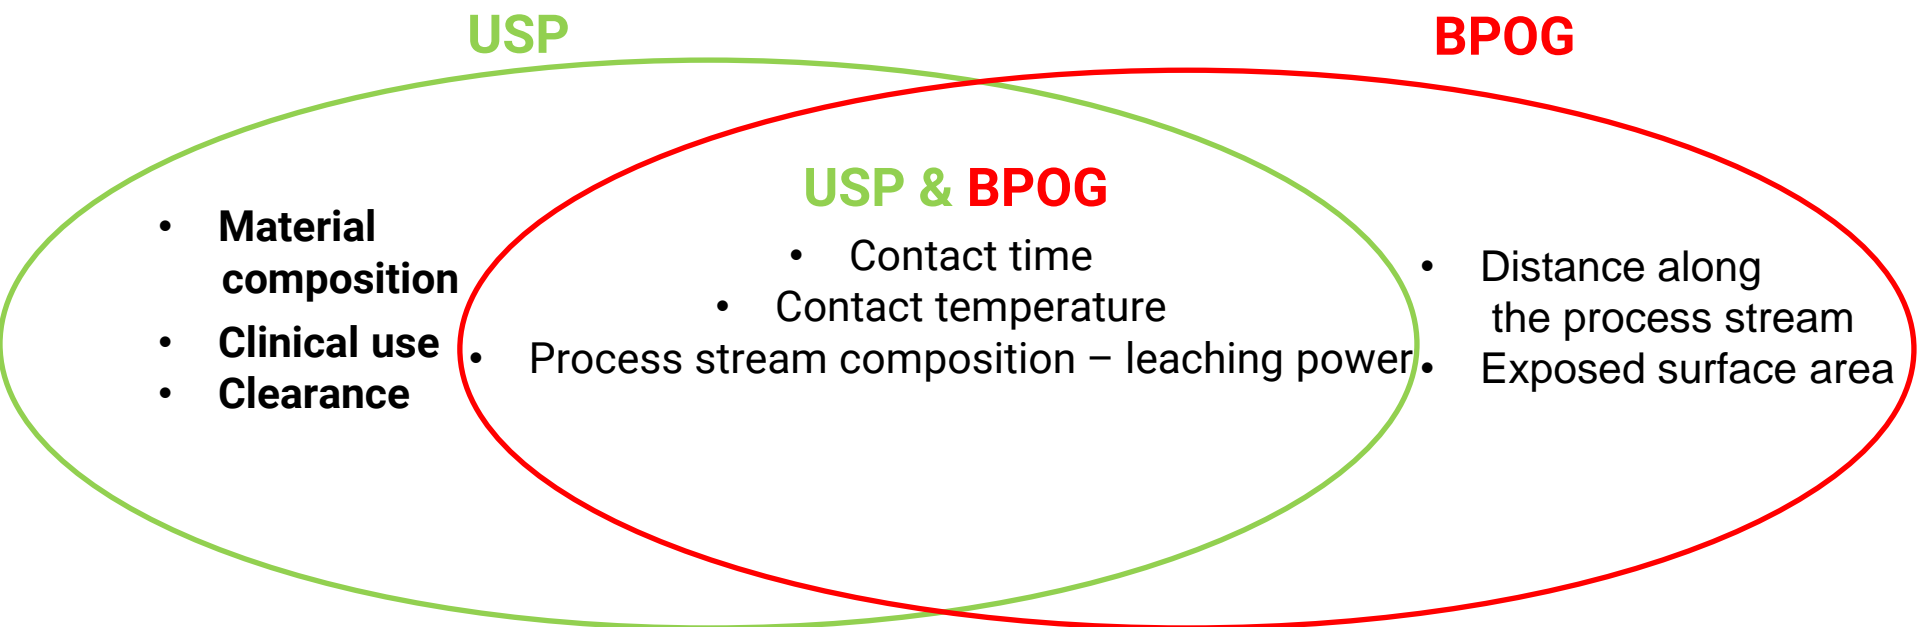 USP
BPOG
• Material
composition
• Clinical use
• Clearance
USP & BPOG
• Contact time
• Contact temperature
• Process stream composition – leaching power
• Distance along
the process stream
• Exposed surface area